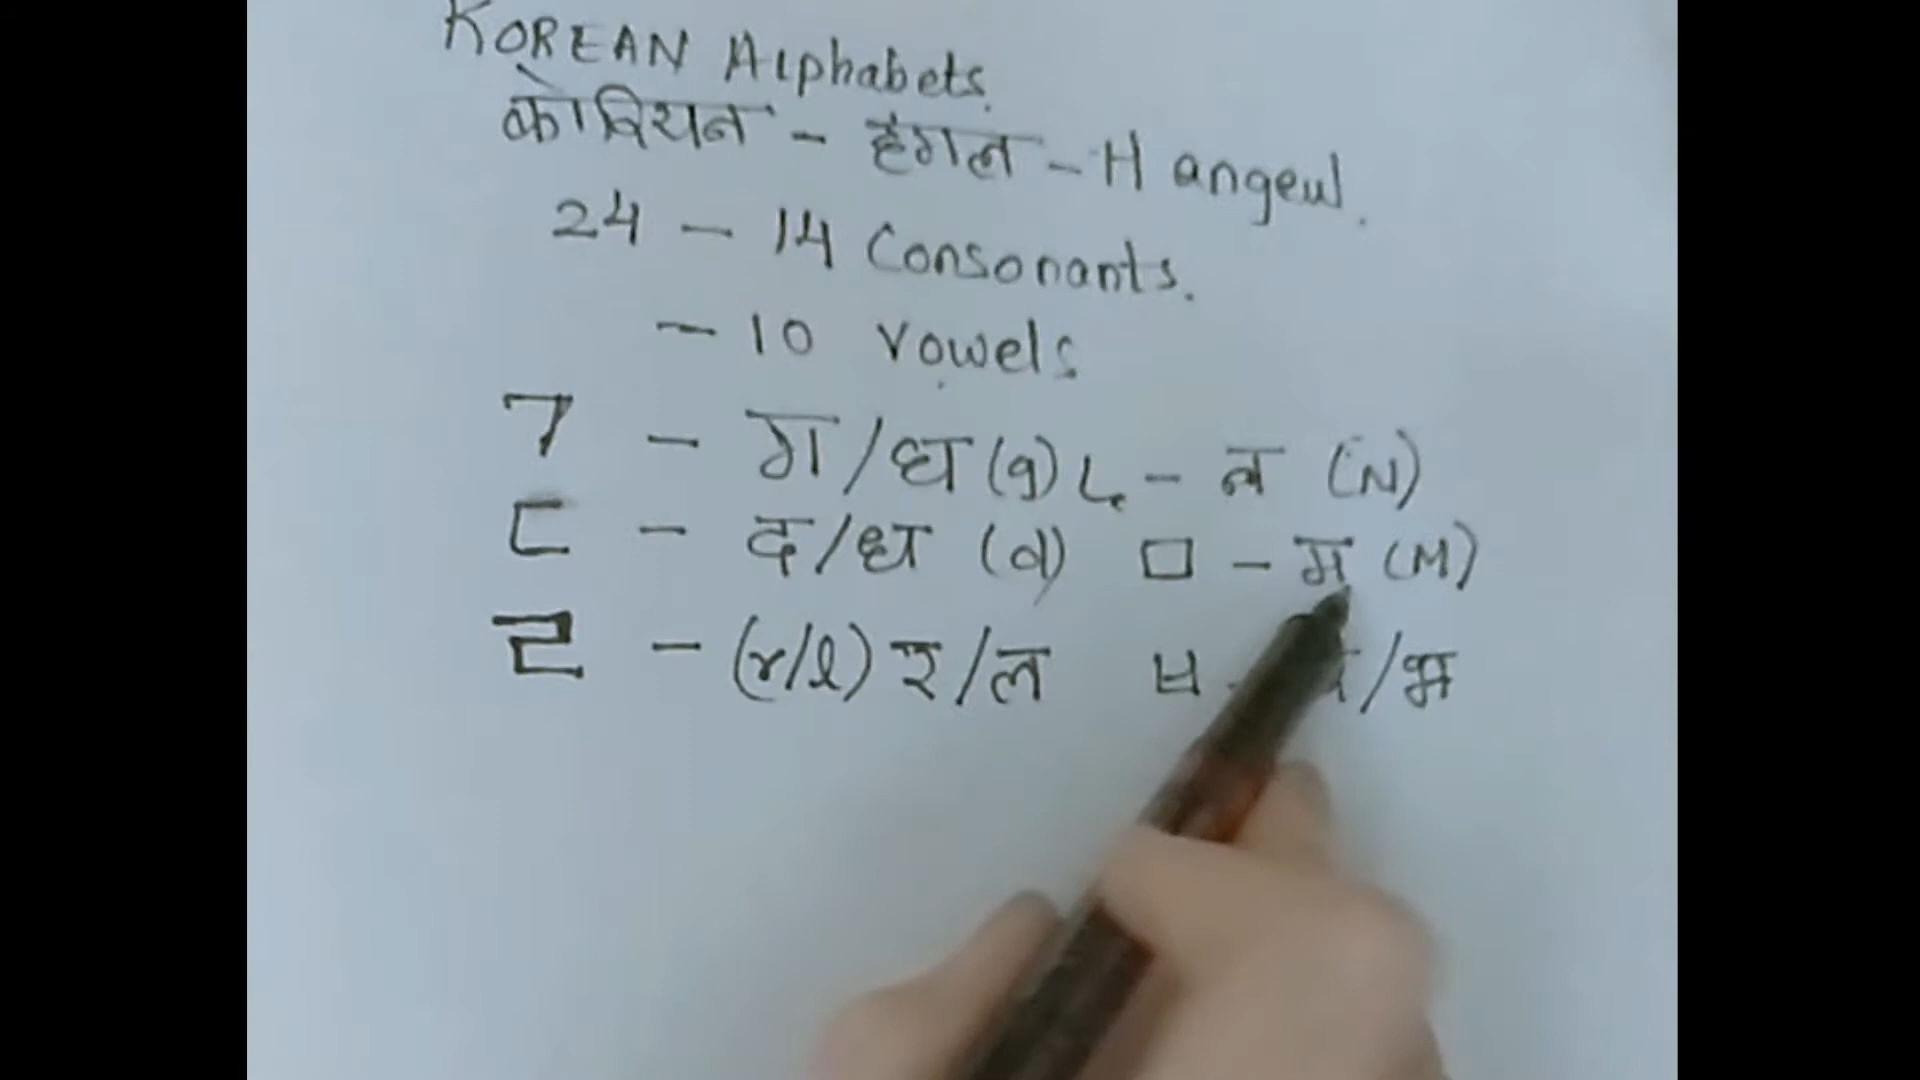 KOREAN Alphabets.
कोरियन - हंगल - Hangeul.
24 - 14 Consonants.
- 10 Vowels
ㄱ - ग/घ (g) ㄴ - न (N)
ㄷ - द/ध (d) ㅁ - म (M)
ㄹ - (r/l) र/ल ㅂ - /भ